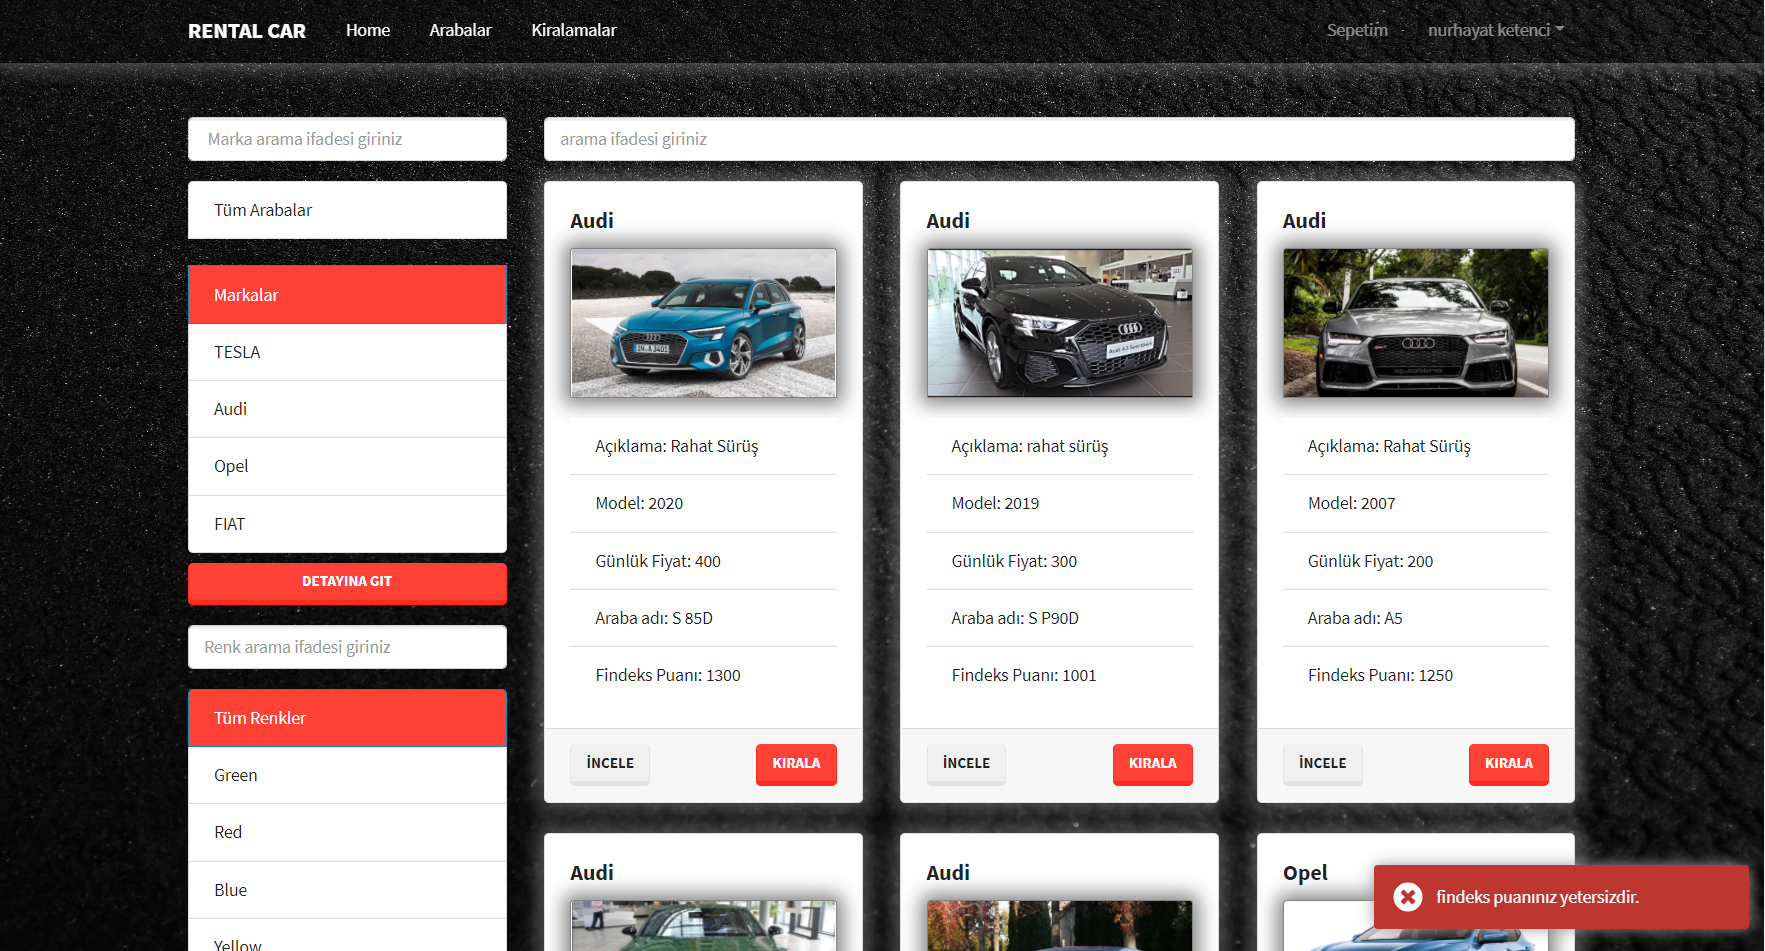 RENTAL CAR Home Arabalar Kiralamalar Sepetim nurhayat ketenci
Marka arama ifadesi giriniz
Tüm Arabalar
Markalar
TESLA
Audi
Opel
FIAT
DETAYINA GIT
Renk arama ifadesi giriniz
Tüm Renkler
Green
Red
Blue
Yellow
arama ifadesi giriniz
Audi
Açıklama: Rahat Sürüş
Model: 2020
Günlük Fiyat: 400
Araba adı: S 85D
Findeks Puanı: 1300
İNCELE KIRALA
Audi
Audi A3 Sportback
Açıklama: rahat sürüş
Model: 2019
Günlük Fiyat: 300
Araba adı: S P90D
Findeks Puanı: 1001
İNCELE KIRALA
Audi
quattro
Açıklama: Rahat Sürüş
Model: 2007
Günlük Fiyat: 200
Araba adı: A5
Findeks Puanı: 1250
İNCELE KIRALA
Audi
Audi
Opel
findeks puanınız yetersizdir.